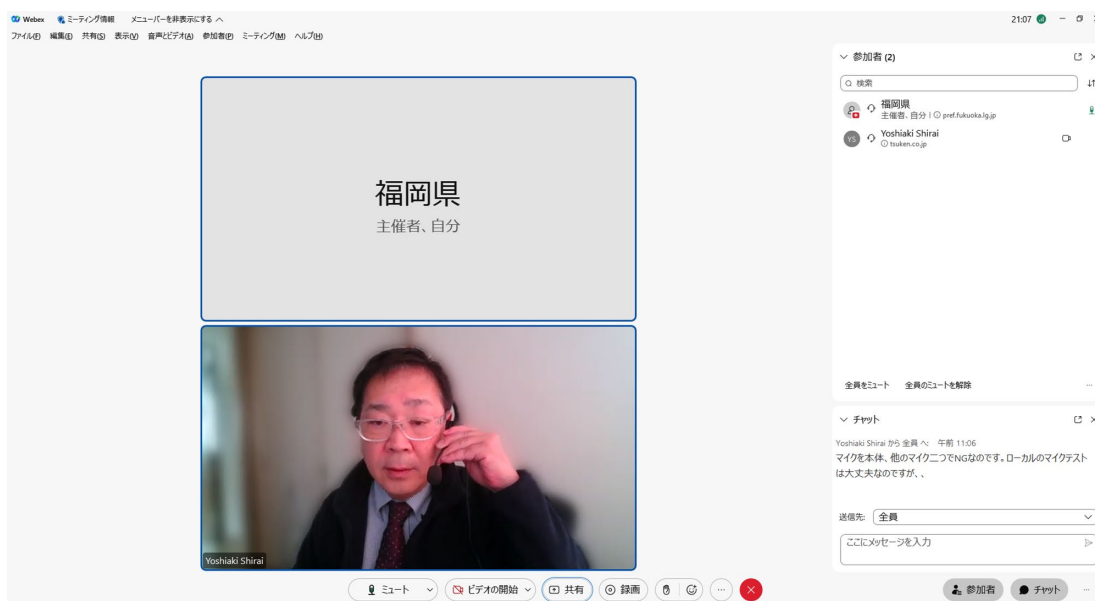 Webex ミーティング情報 メニューバーを非表示にする
21:07
ファイル(F) 編集(E) 共有(S) 表示(V) 音声とビデオ(A) 参加者(P) ミーティング(M) ヘルプ(H)
福岡県
主催者、自分
Yoshiaki Shirai
参加者 (2)
検索
福岡県
主催者、自分 | pref.fukuoka.lg.jp
YS
Yoshiaki Shirai
tsuken.co.jp
全員をミュート 全員のミュートを解除
チャット
Yoshiaki Shirai から 全員 へ: 午前 11:06
マイクを本体、他のマイク二つでNGなのです。ローカルのマイクテスト
は大丈夫なのですが、、
送信先: 全員
ここにメッセージを入力
ミュート ビデオの開始 共有 録画
参加者 チャット